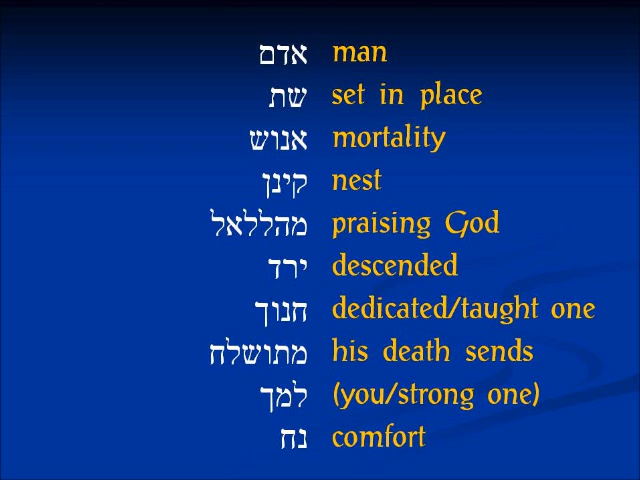 אדם man
שת set in place
אנוש mortality
קינן nest
מהללאל praising God
ירד descended
חנוך dedicated/taught one
מתושלח his death sends
למך (you/strong one)
נח comfort